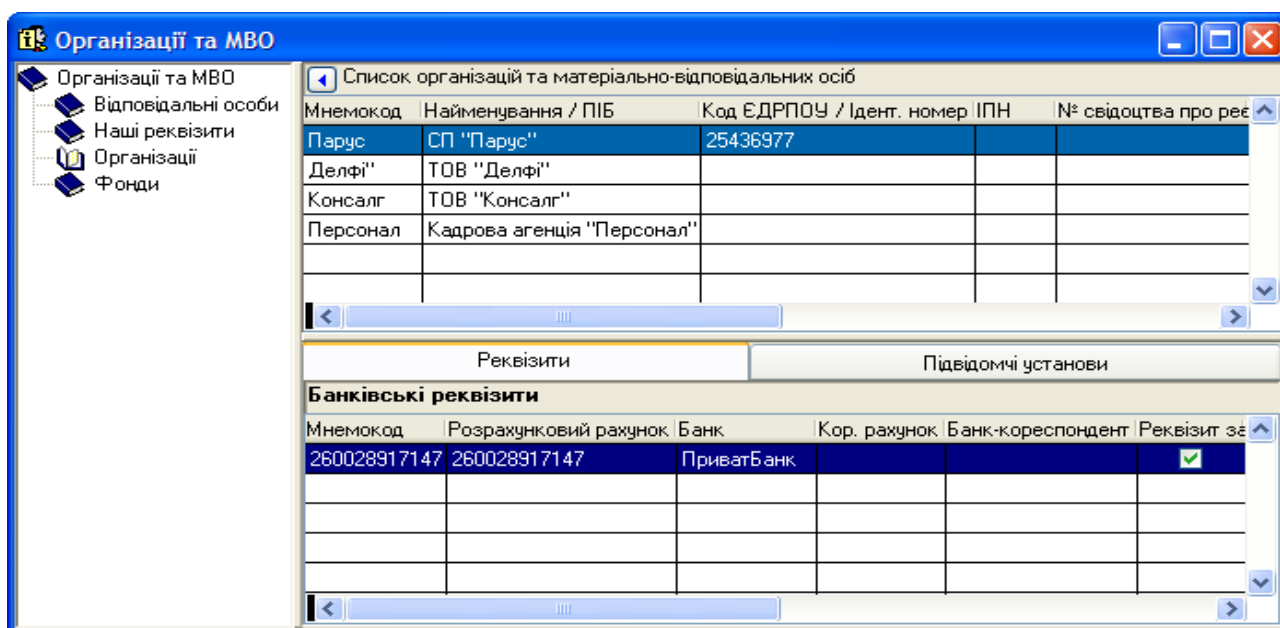 Організації та МВО
Організації та МВО
Відповідальні особи
Наші реквізити
Організації
Фонди
Список організацій та матеріально-відповідальних осіб
Мнемокод Найменування / ПІБ Код ЄДРПОУ / Ідент. номер ІПН № свідоцтва про реє
Парус СП "Парус" 25436977
Делфі" ТОВ "Делфі"
Консалг ТОВ "Консалг"
Персонал Кадрова агенція "Персонал"
Реквізити Підвідомчі установи
Банківські реквізити
Мнемокод Розрахунковий рахунок Банк Кор. рахунок Банк-кореспондент Реквізит за
260028917147 260028917147 ПриватБанк